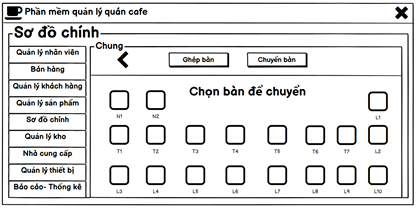 Phần mềm quản lý quán cafe
Sơ đồ chính
Quản lý nhân viên
Bán hàng
Quản lý khách hàng
Quản lý sản phẩm
Sơ đồ chính
Quản lý kho
Nhà cung cấp
Quản lý thiết bị
Báo cáo- Thống kê
Chung
Ghép bàn
Chuyển bàn
Chọn bàn để chuyển
N1 N2 L1
T1 T2 T3 T4 T5 T6 T7 L2
L3 L4 L5 L6 L7 L8 L9 L10